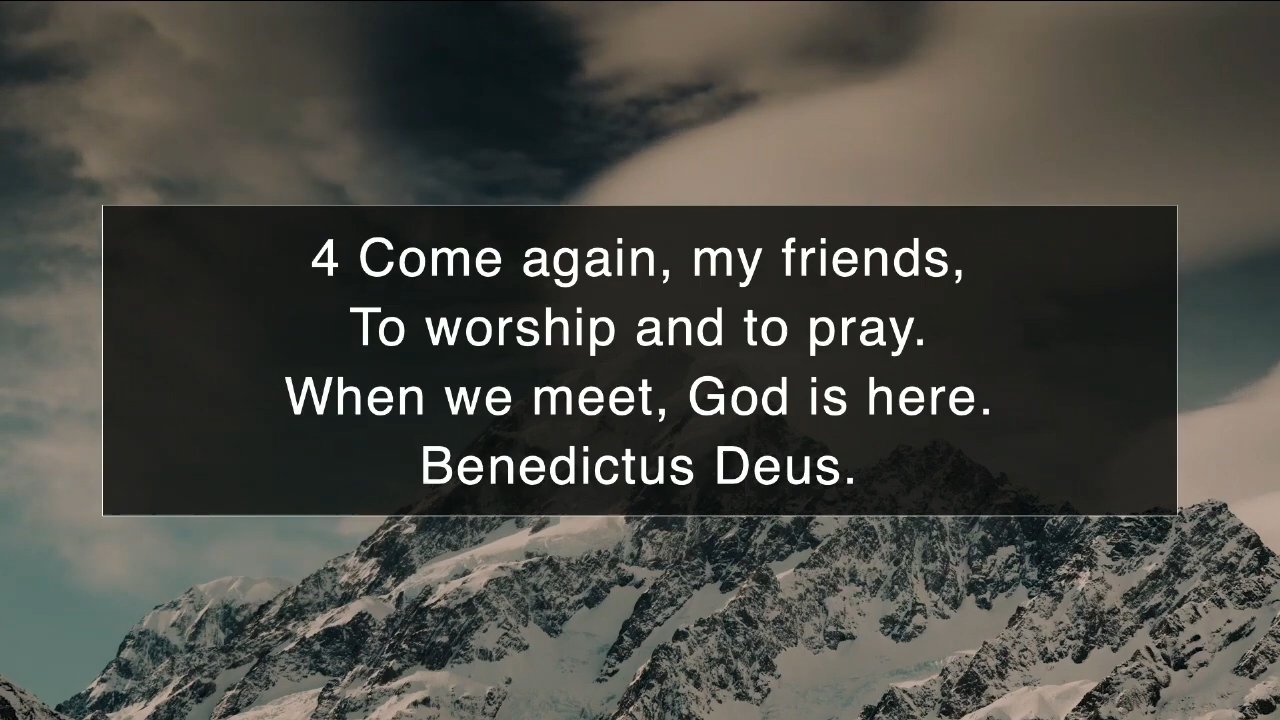 4 Come again, my friends,
To worship and to pray.
When we meet, God is here.
Benedictus Deus.